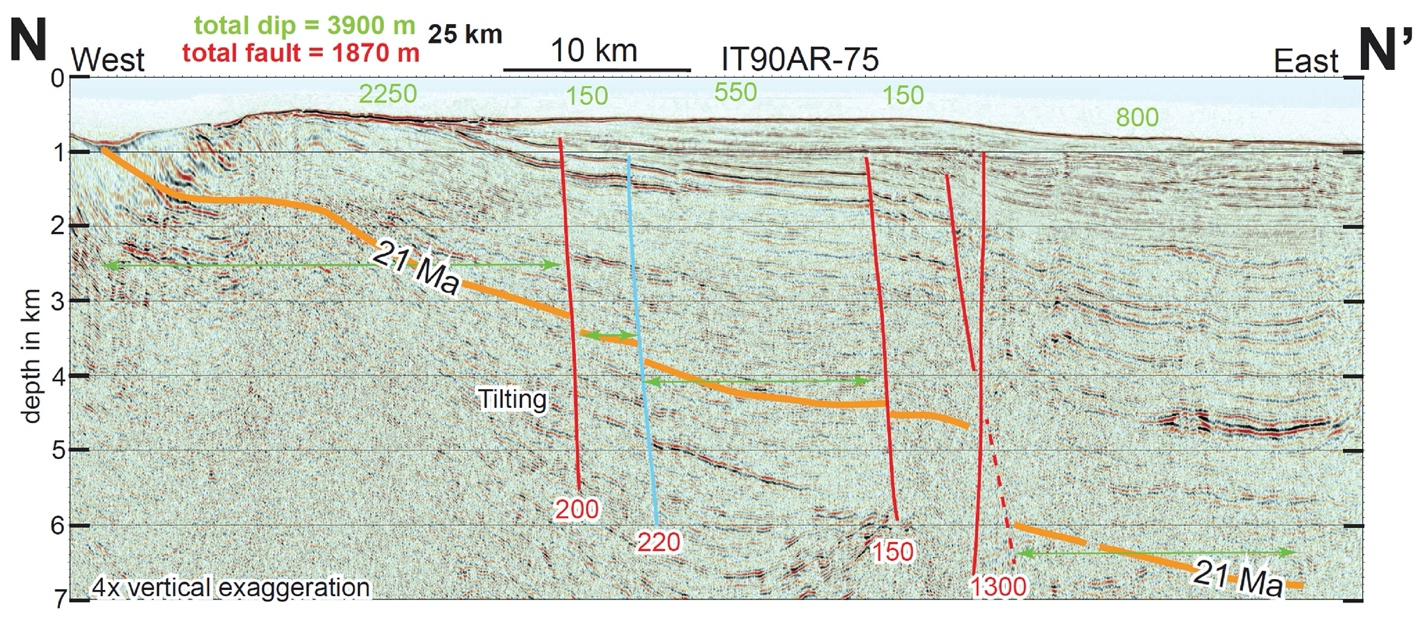 N
total dip = 3900 m
total fault = 1870 m
25 km
10 km
IT90AR-75
N’
West
East
2250
150
550
150
800
0
1
2
3
4
5
6
7
depth in km
21 Ma
Tilting
200
220
150
1300
21 Ma
4x vertical exaggeration